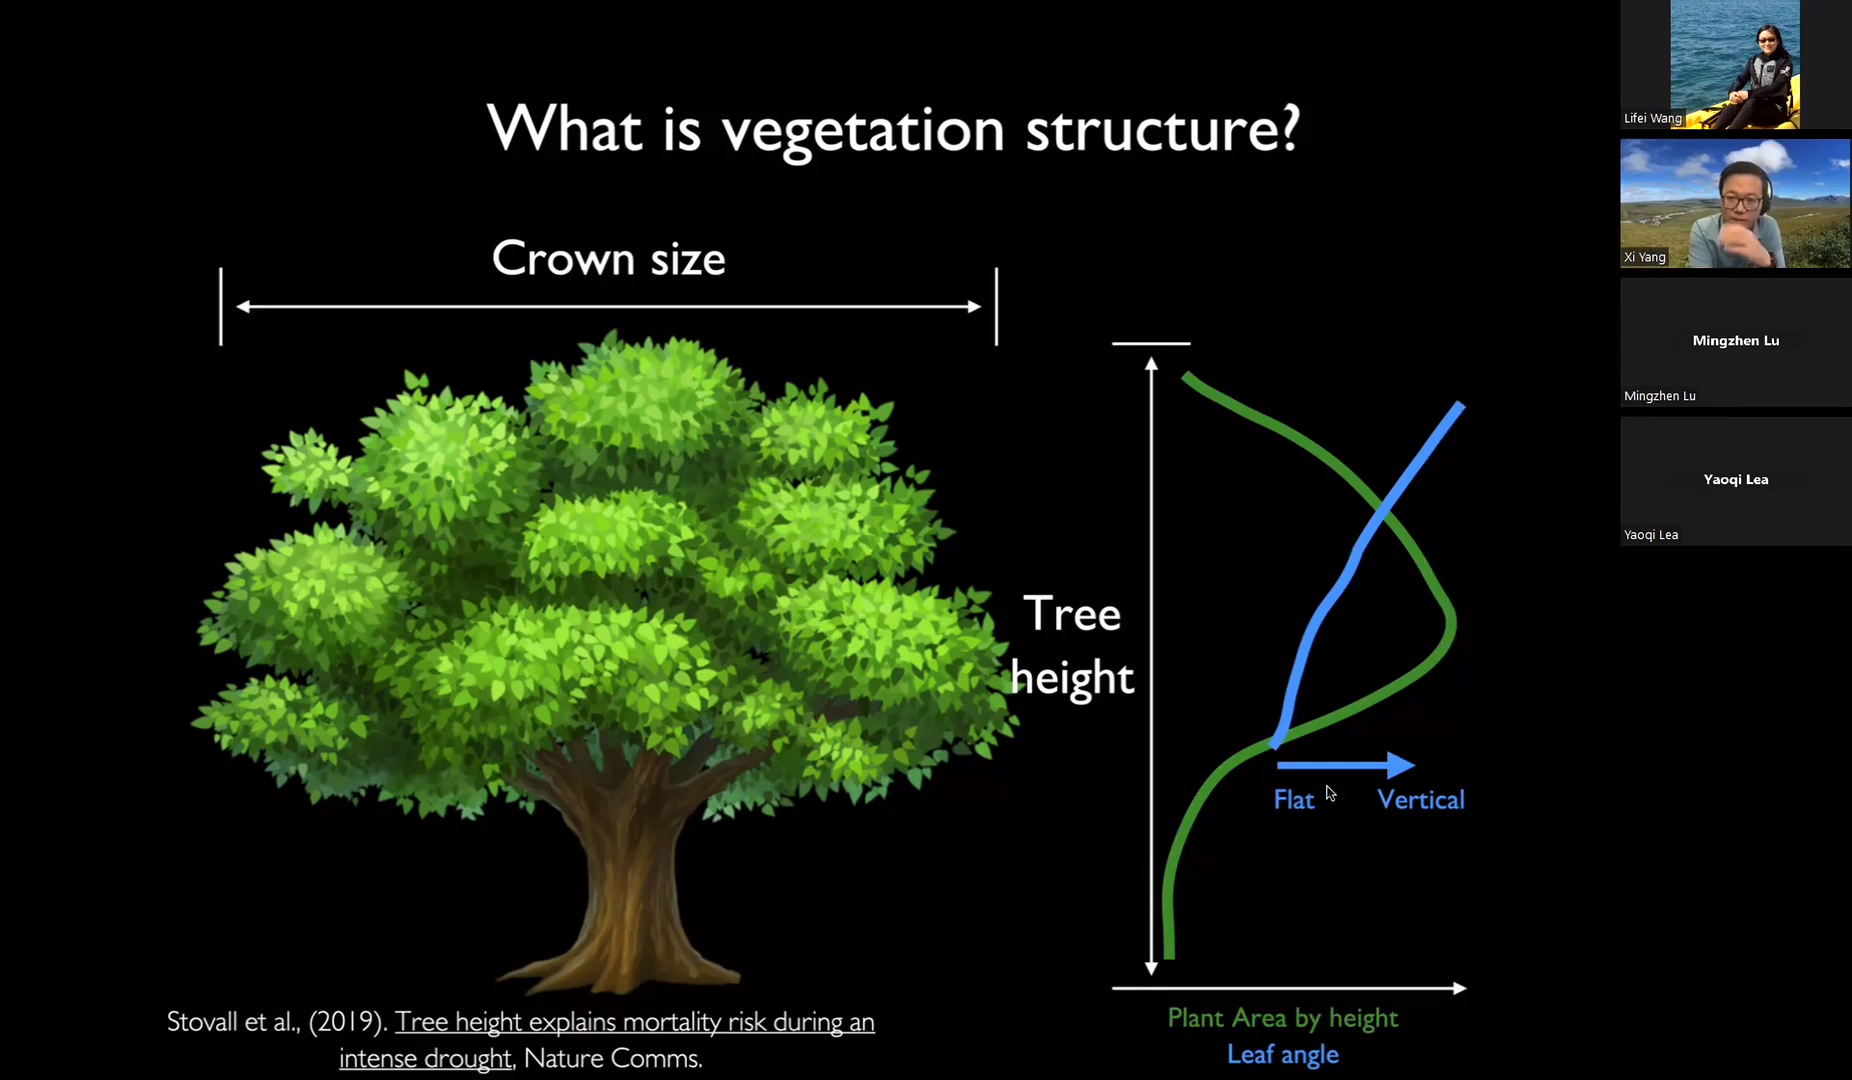 What is vegetation structure?
Crown size
Tree
height
Flat
Vertical
Plant Area by height
Leaf angle
Stovall et al., (2019). Tree height explains mortality risk during an
intense drought, Nature Comms.
Lifei Wang
Xi Yang
Mingzhen Lu
Mingzhen Lu
Yaoqi Lea
Yaoqi Lea